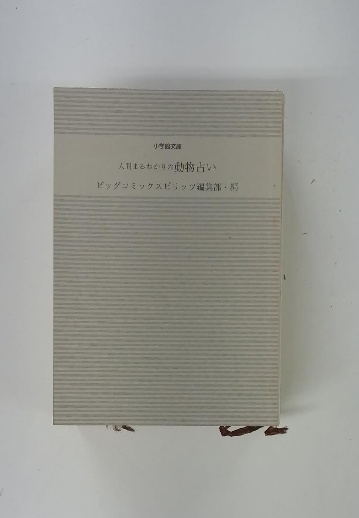 小学館文庫
人間まるわかりの動物占い
ビッグコミックスピリッツ編集部・編